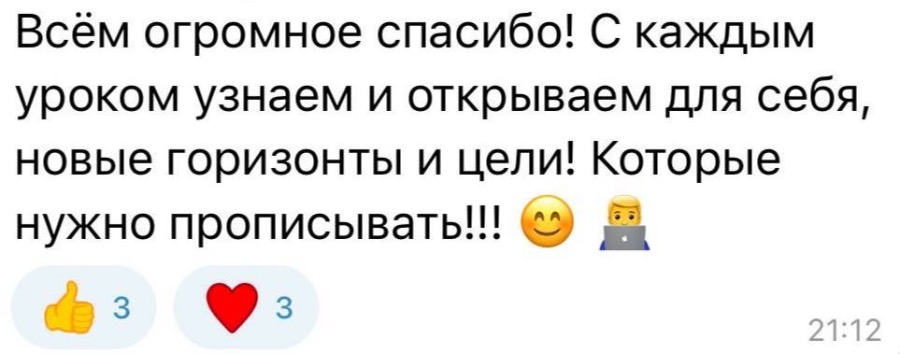 Всём огромное спасибо! С каждым
уроком узнаем и открываем для себя,
новые горизонты и цели! Которые
нужно прописывать!!! 😊 👨‍💻
👍 3 ❤️ 3
21:12